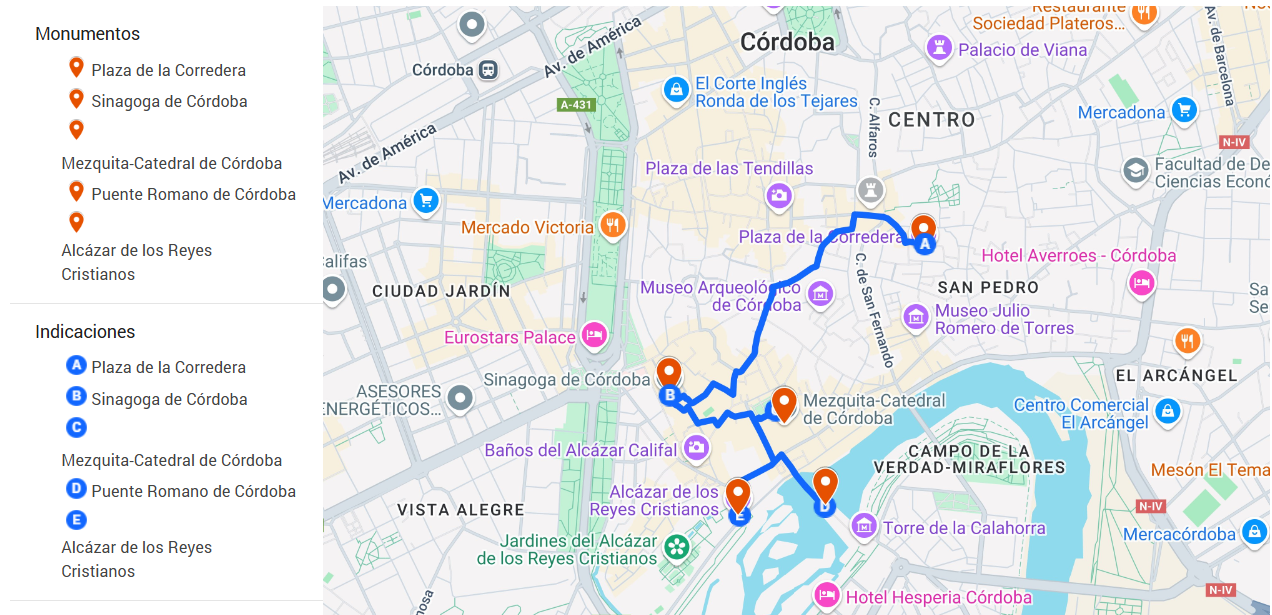 Monumentos
Plaza de la Corredera
Sinagoga de Córdoba
Mezquita-Catedral de Córdoba
Puente Romano de Córdoba
Alcázar de los Reyes
Cristianos
Indicaciones
A Plaza de la Corredera
B Sinagoga de Córdoba
C
Mezquita-Catedral de Córdoba
D Puente Romano de Córdoba
E
Alcázar de los Reyes
Cristianos
Restaurante
Sociedad Plateros...
Av. de América
Córdoba
Palacio de Viana
Av. de Barcelona
Córdoba
El Corte Inglés
Ronda de los Tejares
A-431
C. Alfaros
CENTRO
Mercadona
Av. de América
N-IV
Facultad de De
Ciencias Econó
Plaza de las Tendillas
Mercadona
Mercado Victoria
Plaza de la Corredera
A
Hotel Averroes - Córdoba
alifas
CIUDAD JARDÍN
Museo Arqueológico
de Córdoba
C. de San Fernando
SAN PEDRO
Sa
Se
Museo Julio
Romero de Torres
Eurostars Palace
Sinagoga de Córdoba
B
EL ARCÁNGEL
ASESORES
ENERGÉTICOS...
Mezquita-Catedral
de Córdoba
Centro Comercial
El Arcángel
Baños del Alcázar Califal
CAMPO DE LA
VERDAD-MIRAFLORES
Mesón El Tema
Alcázar de los
Reyes Cristianos
E
D
VISTA ALEGRE
N-IV
Torre de la Calahorra
Mercacórdoba
Jardines del Alcázar
de los Reyes Cristianos
N-IV
Hotel Hesperia Córdoba
nosa